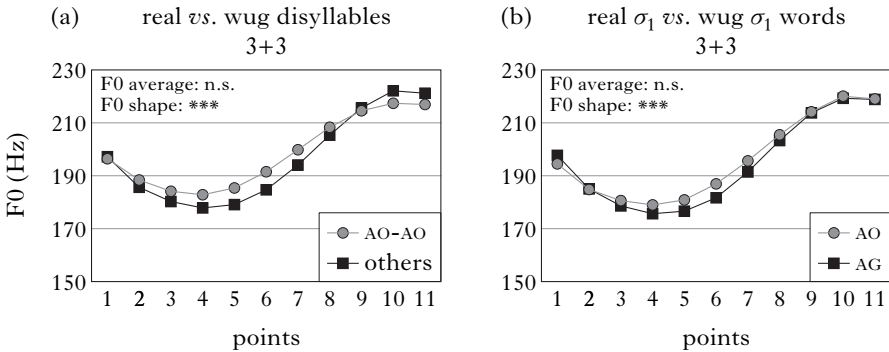 (a) real vs. wug disyllables
3+3
F0 average: n.s.
F0 shape: ***
F0 (Hz)
230
210
190
170
150
AO-AO
others
1 2 3 4 5 6 7 8 9 10 11
points
(b) real σ1 vs. wug σ1 words
3+3
F0 average: n.s.
F0 shape: ***
230
210
190
170
150
AO
AG
1 2 3 4 5 6 7 8 9 10 11
points